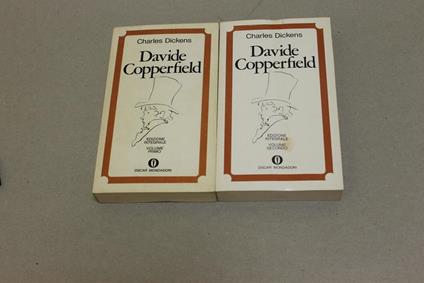 Charles Dickens
Davide
Copperfield
EDIZIONE
INTEGRALE
VOLUME
PRIMO
OSCAR MONDADORI
Charles Dickens
Davide
Copperfield
EDIZIONE
INTEGRALE
VOLUME
SECONDO
OSCAR MONDADORI